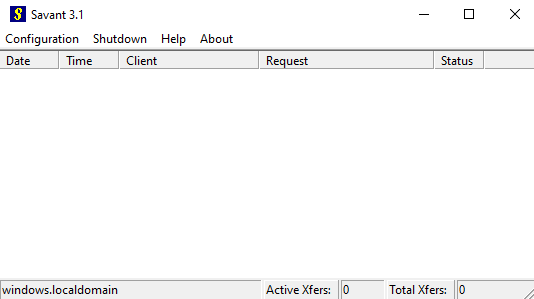 Savant 3.1
Configuration Shutdown Help About
Date Time Client Request Status
windows.localdomain Active Xfers: 0 Total Xfers: 0